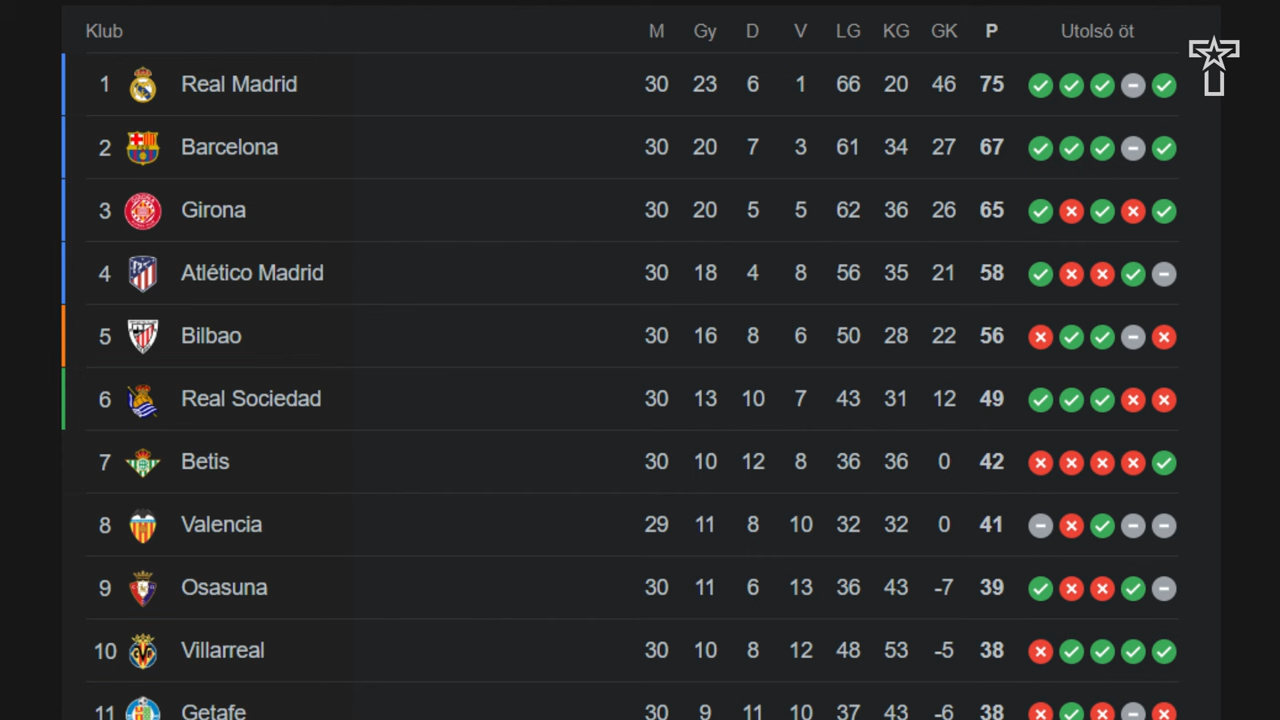 Klub M Gy D V LG KG GK P Utolsó öt
1 Real Madrid 30 23 6 1 66 20 46 75
2 Barcelona 30 20 7 3 61 34 27 67
3 Girona 30 20 5 5 62 36 26 65
4 Atlético Madrid 30 18 4 8 56 35 21 58
5 Bilbao 30 16 8 6 50 28 22 56
6 Real Sociedad 30 13 10 7 43 31 12 49
7 Betis 30 10 12 8 36 36 0 42
8 Valencia 29 11 8 10 32 32 0 41
9 Osasuna 30 11 6 13 36 43 -7 39
10 Villarreal 30 10 8 12 48 53 -5 38
11 Getafe 30 9 11 10 37 43 -6 38